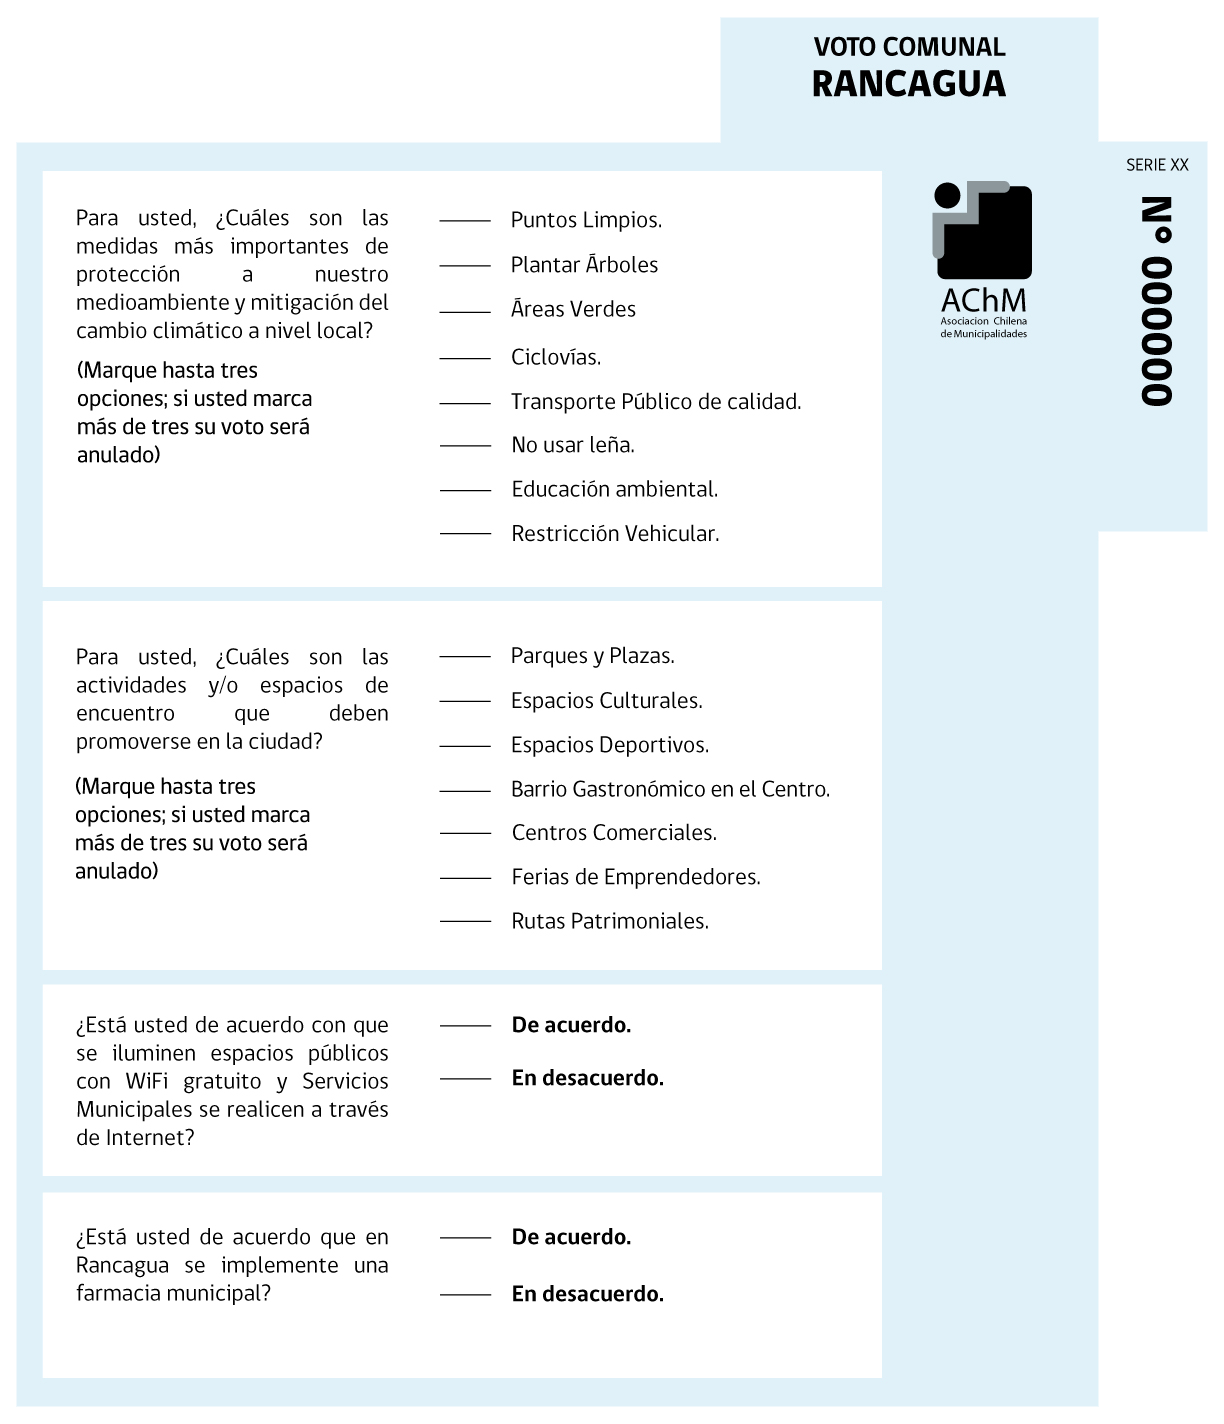 VOTO COMUNAL
RANCAGUA
SERIE XX
Nº 000000
AChM
Asociacion Chilena
de Municipalidades
Para usted, ¿Cuáles son las
medidas más importantes de
protección a nuestro
medioambiente y mitigación del
cambio climático a nivel local?
(Marque hasta tres
opciones; si usted marca
más de tres su voto será
anulado)
Puntos Limpios.
Plantar Árboles
Áreas Verdes
Ciclovías.
Transporte Público de calidad.
No usar leña.
Educación ambiental.
Restricción Vehicular.
Para usted, ¿Cuáles son las
actividades y/o espacios de
encuentro que deben
promoverse en la ciudad?
(Marque hasta tres
opciones; si usted marca
más de tres su voto será
anulado)
Parques y Plazas.
Espacios Culturales.
Espacios Deportivos.
Barrio Gastronómico en el Centro.
Centros Comerciales.
Ferias de Emprendedores.
Rutas Patrimoniales.
¿Está usted de acuerdo con que
se iluminen espacios públicos
con WiFi gratuito y Servicios
Municipales se realicen a través
de Internet?
De acuerdo.
En desacuerdo.
¿Está usted de acuerdo que en
Rancagua se implemente una
farmacia municipal?
De acuerdo.
En desacuerdo.